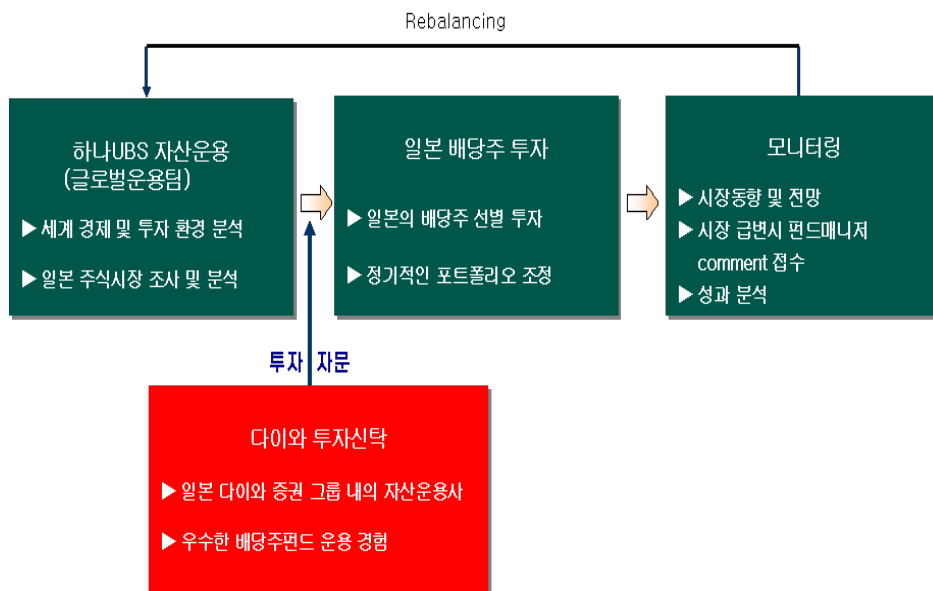 Rebalancing
하나UBS 자산운용
(글로벌운용팀)
▶ 세계 경제 및 투자 환경 분석
▶ 일본 주식시장 조사 및 분석
일본 배당주 투자
▶ 일본의 배당주 선별 투자
▶ 정기적인 포트폴리오 조정
모니터링
▶ 시장동향 및 전망
▶ 시장 급변시 펀드매니저
comment 접수
▶ 성과 분석
투자 자문
다이와 투자신탁
▶ 일본 다이와 증권 그룹 내의 자산운용사
▶ 우수한 배당주펀드 운용 경험